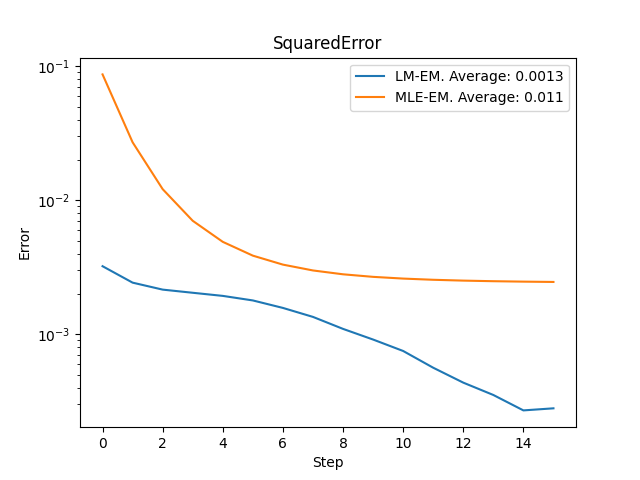 SquaredError
LM-EM. Average: 0.0013
MLE-EM. Average: 0.011
10⁻¹
10⁻²
10⁻³
Error
0 2 4 6 8 10 12 14
Step